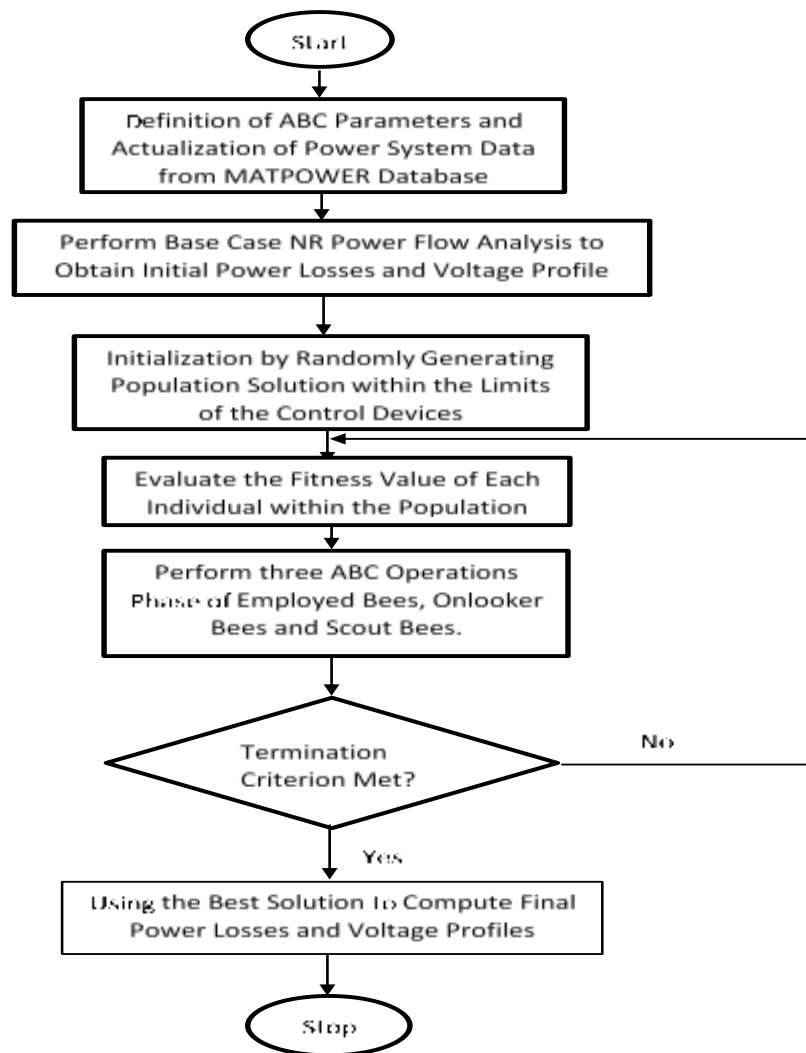 Start
Definition of ABC Parameters and
Actualization of Power System Data
from MATPOWER Database
Perform Base Case NR Power Flow Analysis to
Obtain Initial Power Losses and Voltage Profile
Initialization by Randomly Generating
Population Solution within the Limits
of the Control Devices
Evaluate the Fitness Value of Each
Individual within the Population
Perform three ABC Operations
Phase of Employed Bees, Onlooker
Bees and Scout Bees.
Termination
Criterion Met?
No
Yes
Using the Best Solution to Compute Final
Power Losses and Voltage Profiles
Stop